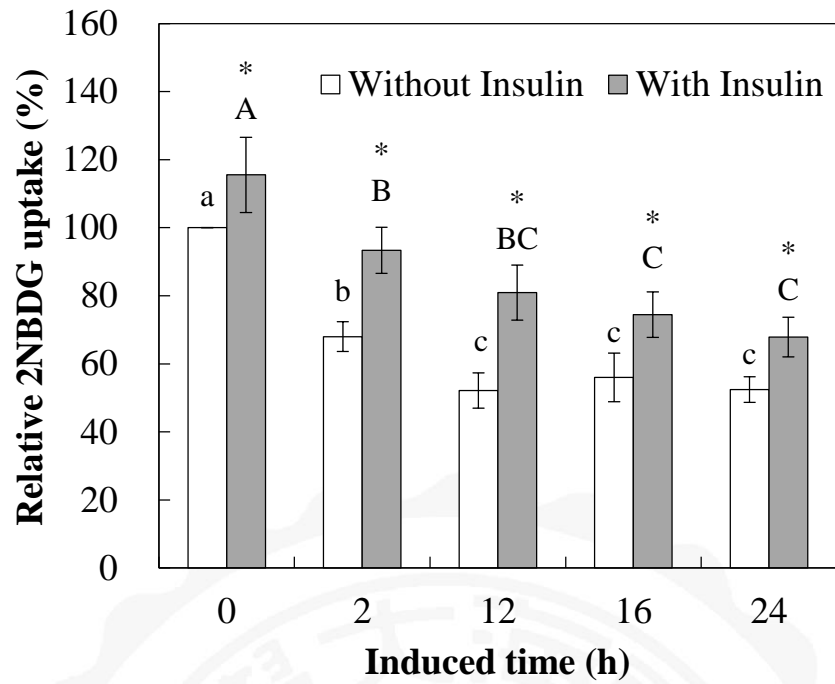 Relative 2NBDG uptake (%)
160
140
120
100
80
60
40
20
0
Without Insulin With Insulin
a
*
A
b
*
B
c
*
BC
c
*
C
c
*
C
0 2 12 16 24
Induced time (h)